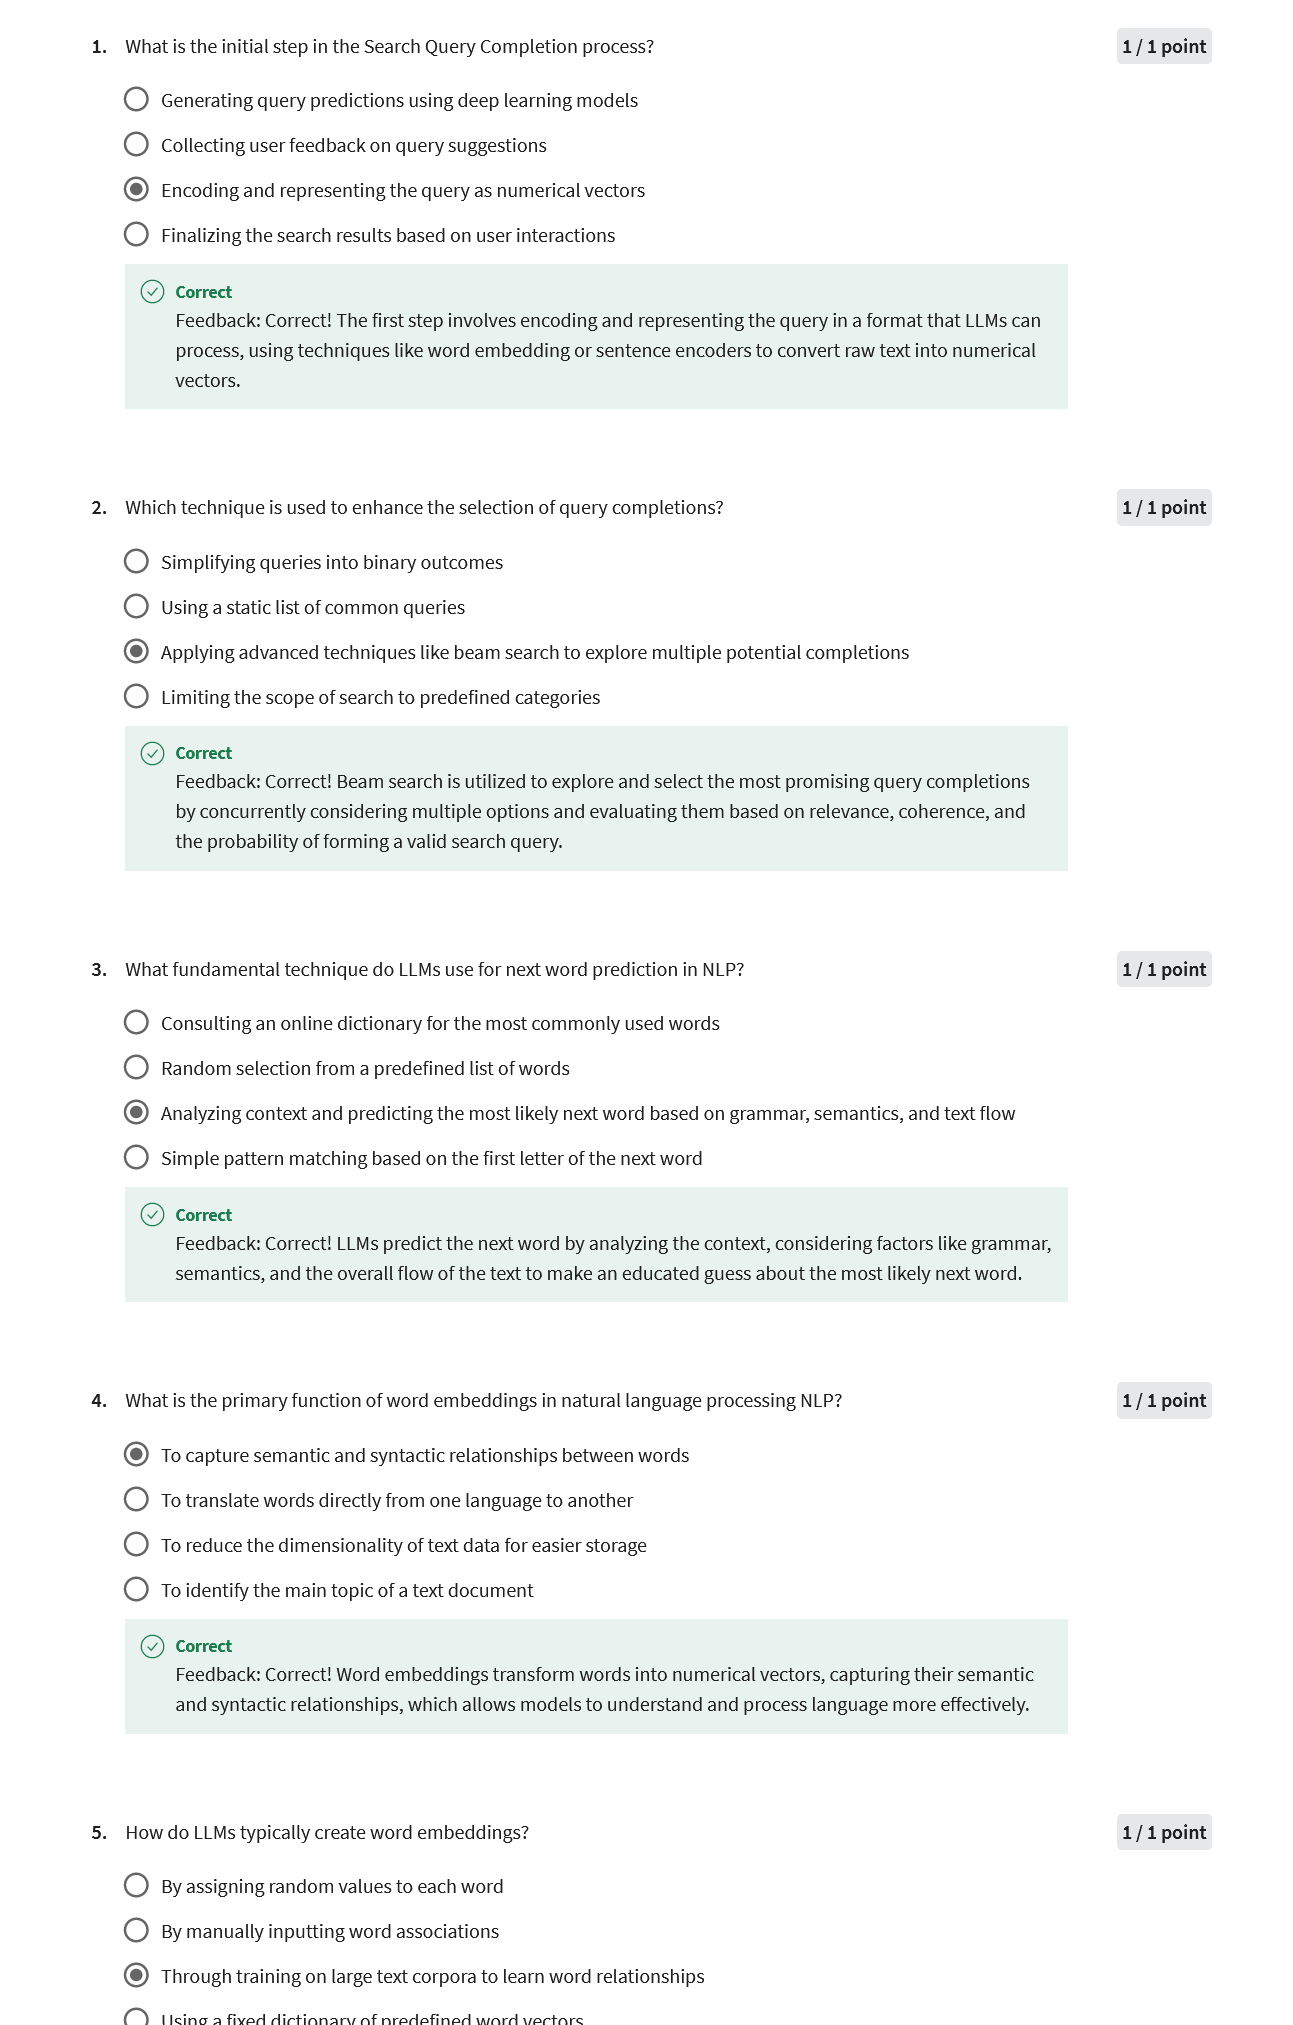 1. What is the initial step in the Search Query Completion process?
1 / 1 point
Generating query predictions using deep learning models
Collecting user feedback on query suggestions
Encoding and representing the query as numerical vectors
Finalizing the search results based on user interactions
Correct
Feedback: Correct! The first step involves encoding and representing the query in a format that LLMs can
process, using techniques like word embedding or sentence encoders to convert raw text into numerical
vectors.
2. Which technique is used to enhance the selection of query completions?
1 / 1 point
Simplifying queries into binary outcomes
Using a static list of common queries
Applying advanced techniques like beam search to explore multiple potential completions
Limiting the scope of search to predefined categories
Correct
Feedback: Correct! Beam search is utilized to explore and select the most promising query completions
by concurrently considering multiple options and evaluating them based on relevance, coherence, and
the probability of forming a valid search query.
3. What fundamental technique do LLMs use for next word prediction in NLP?
1 / 1 point
Consulting an online dictionary for the most commonly used words
Random selection from a predefined list of words
Analyzing context and predicting the most likely next word based on grammar, semantics, and text flow
Simple pattern matching based on the first letter of the next word
Correct
Feedback: Correct! LLMs predict the next word by analyzing the context, considering factors like grammar,
semantics, and the overall flow of the text to make an educated guess about the most likely next word.
4. What is the primary function of word embeddings in natural language processing NLP?
1 / 1 point
To capture semantic and syntactic relationships between words
To translate words directly from one language to another
To reduce the dimensionality of text data for easier storage
To identify the main topic of a text document
Correct
Feedback: Correct! Word embeddings transform words into numerical vectors, capturing their semantic
and syntactic relationships, which allows models to understand and process language more effectively.
5. How do LLMs typically create word embeddings?
1 / 1 point
By assigning random values to each word
By manually inputting word associations
Through training on large text corpora to learn word relationships
Using a fixed dictionary of predefined word vectors